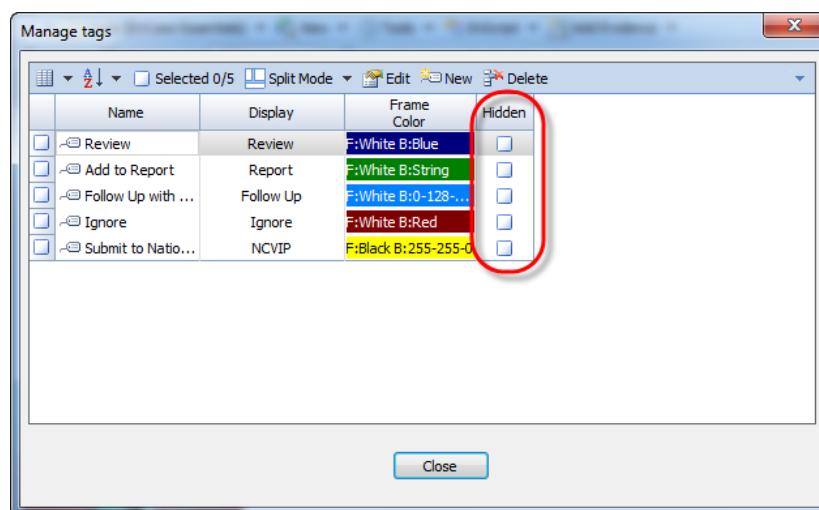 Manage tags
Selected 0/5 Split Mode Edit New Delete
Name Display Frame Color Hidden
Review Review F:White B:Blue
Add to Report Report F:White B:String
Follow Up with ... Follow Up F:White B:0-128-...
Ignore Ignore F:White B:Red
Submit to Natio... NCVIP F:Black B:255-255-0
Close